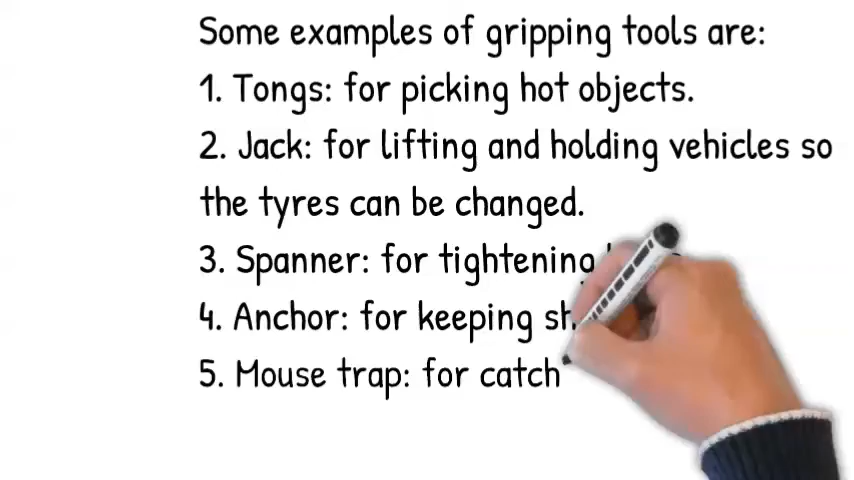 Some examples of gripping tools are:
1. Tongs: for picking hot objects.
2. Jack: for lifting and holding vehicles so
the tyres can be changed.
3. Spanner: for tightening
4. Anchor: for keeping
5. Mouse trap: for catch